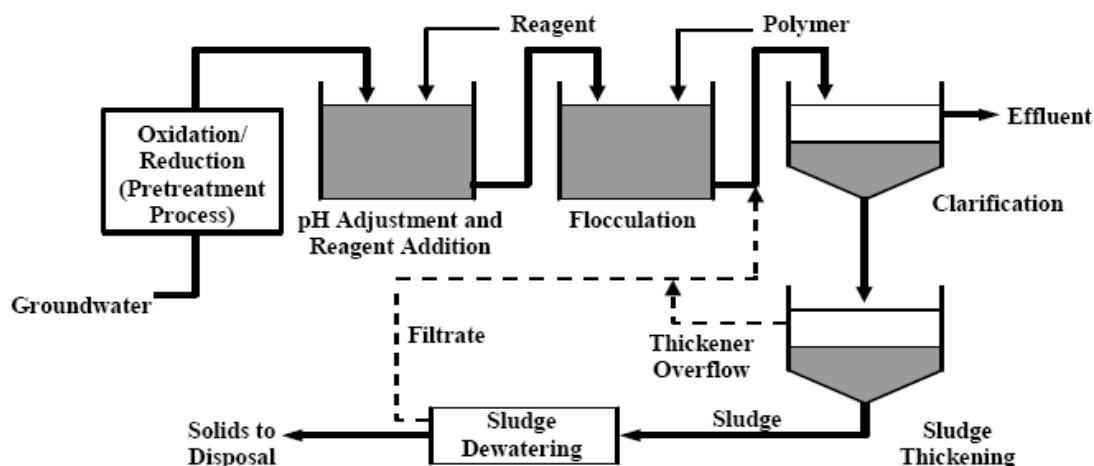 Reagent
Polymer
Oxidation/
Reduction
(Pretreatment
Process)
Effluent
pH Adjustment and
Reagent Addition
Flocculation
Clarification
Groundwater
Filtrate
Thickener
Overflow
Solids to
Disposal
Sludge
Dewatering
Sludge
Sludge
Thickening